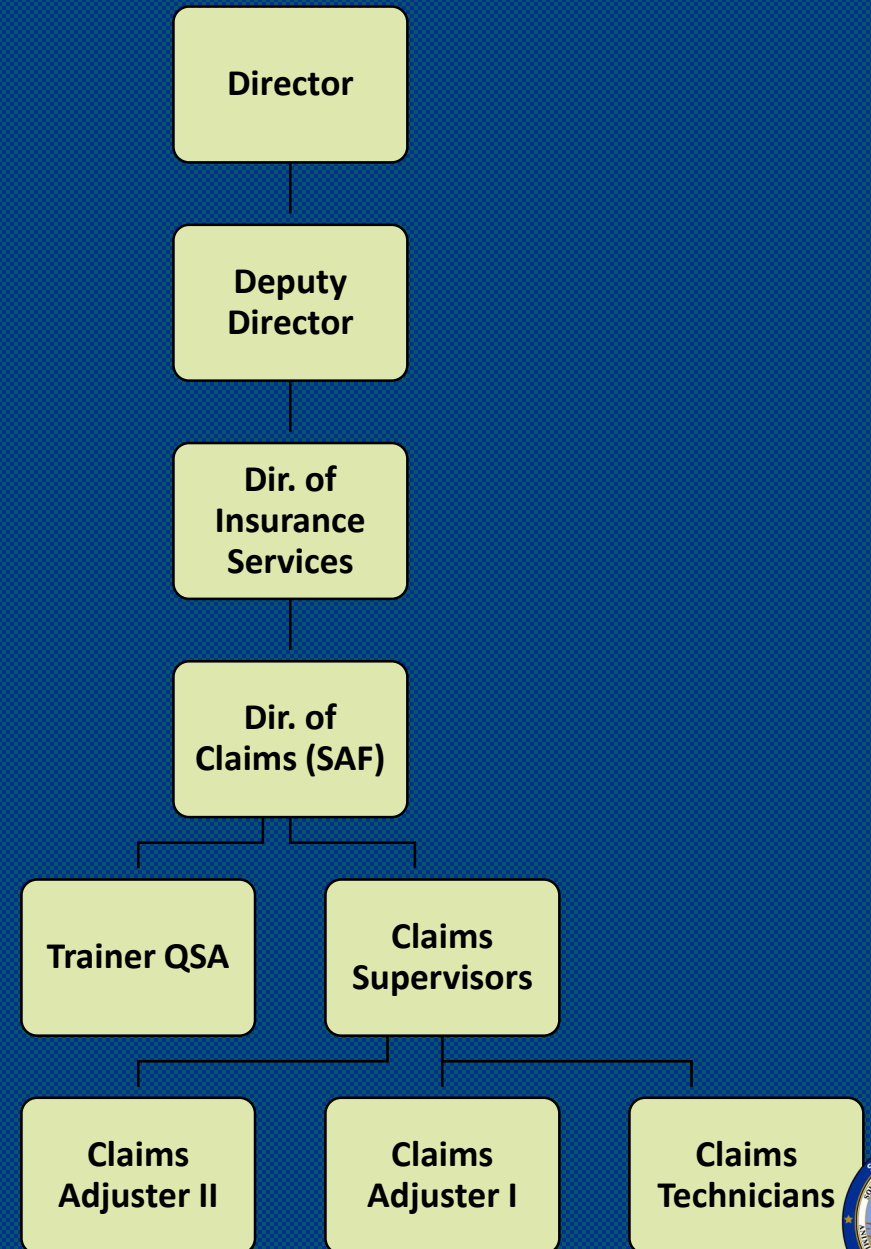 Director
Deputy
Director
Dir. of
Insurance
Services
Dir. of
Claims (SAF)
Trainer QSA
Claims
Supervisors
Claims
Adjuster II
Claims
Adjuster I
Claims
Technicians